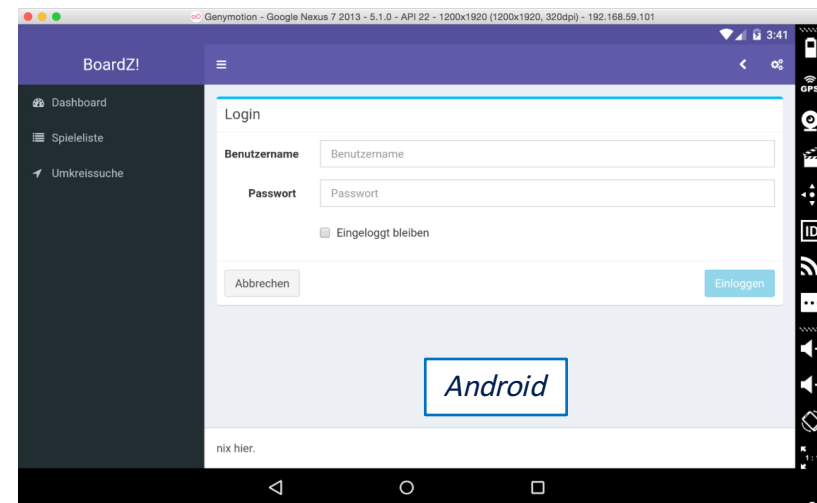 Genymotion - Google Nexus 7 2013 - 5.1.0 - API 22 - 1200x1920 (1200x1920, 320dpi) - 192.168.59.101
3:41
BoardZ!
GPS
Dashboard
Login
Spieleliste
Benutzername Benutzername
Umkreissuche
Passwort Passwort
ID
Eingeloggt bleiben
Abbrechen Einloggen
Android
nix hier.